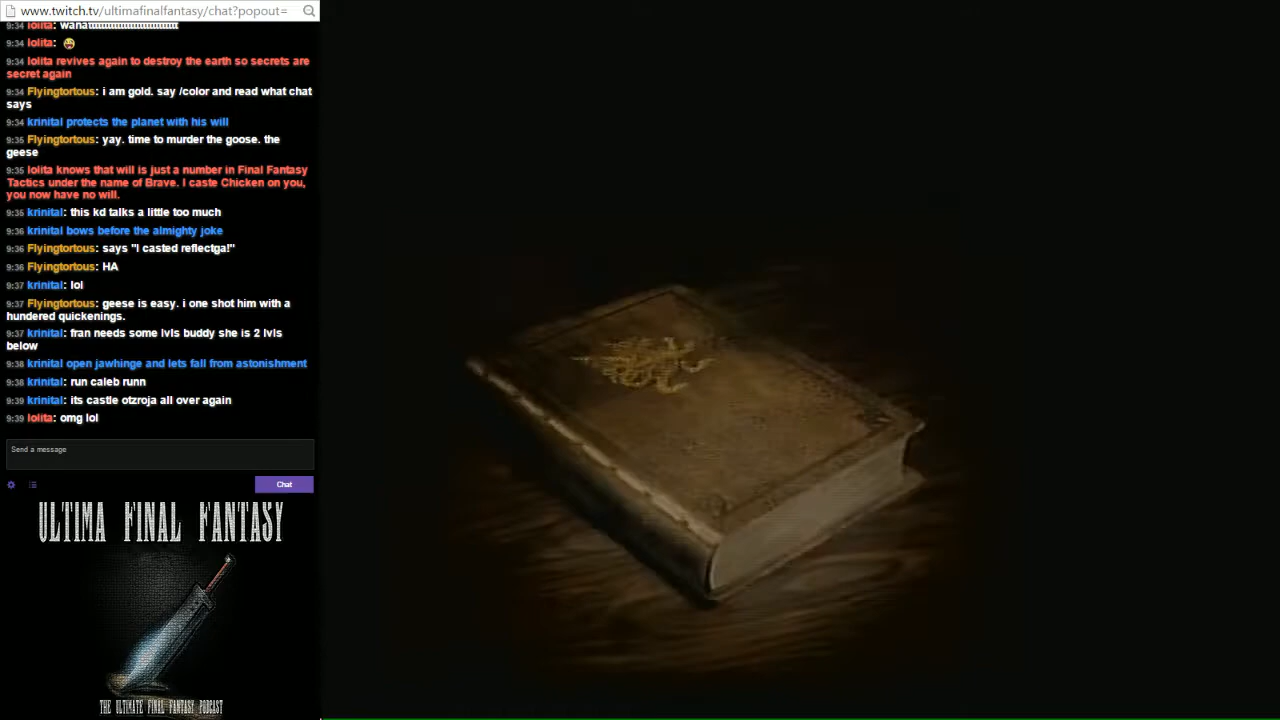 www.twitch.tv/ultimafinalfantasy/chat?popout=
9:34 lolita:
9:34 lolita: 😜
9:34 lolita revives again to destroy the earth so secrets are
secret again
9:34 Flyingtortous: i am gold. say /color and read what chat
says
9:34 krinital protects the planet with his will
9:35 Flyingtortous: yay. time to murder the goose. the
geese
9:35 lolita knows that will is just a number in Final Fantasy
Tactics under the name of Brave. I caste Chicken on you,
you now have no will.
9:35 krinital: this kd talks a little too much
9:36 krinital bows before the almighty joke
9:36 Flyingtortous: says "I casted reflectga!"
9:36 Flyingtortous: HA
9:37 krinital: lol
9:37 Flyingtortous: geese is easy. i one shot him with a
hundred quickenings.
9:37 krinital: fran needs some lvls buddy she is 2 lvls
below
9:38 krinital open jawhinge and lets fall from astonishment
9:38 krinital: run caleb runn
9:39 krinital: its castle otzroja all over again
9:39 lolita: omg lol
Send a message
Chat
ULTIMA FINAL FANTASY
THE ULTIMATE FINAL FANTASY PODCAST